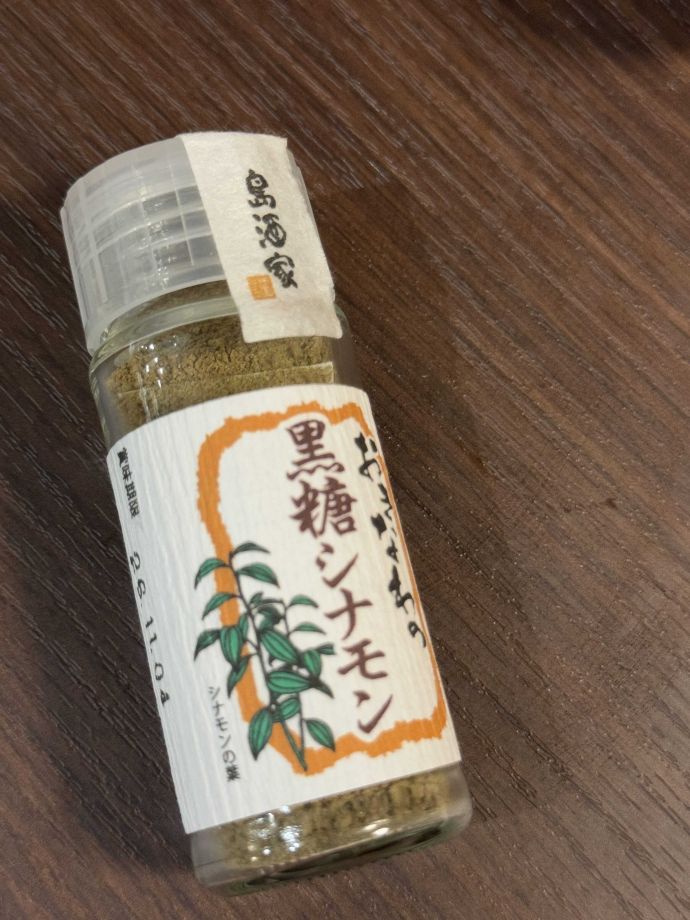 島酒家
おきなわの
黒糖シナモン
シナモンの葉
賞味期限
26.11.04